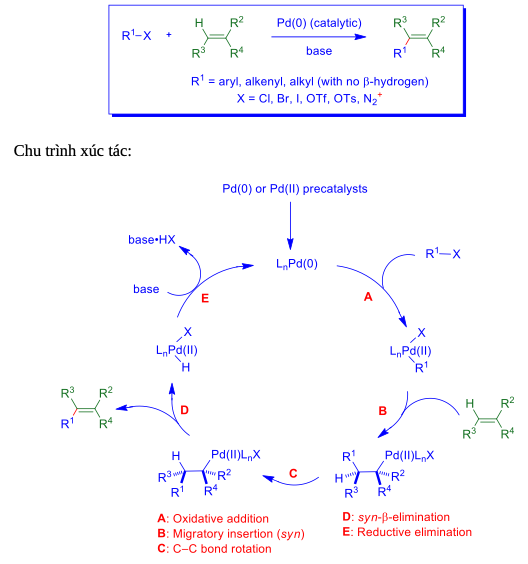 R1–X + H R2 R3 R4 Pd(0) (catalytic) base R3 R2 R1 R4
R1 = aryl, alkenyl, alkyl (with no β-hydrogen)
X = Cl, Br, I, OTf, OTs, N2+
Chu trình xúc tác:
Pd(0) or Pd(II) precatalysts
base•HX
LnPd(0)
R1–X
base
E
A
X
LnPd(II)
H
X
LnPd(II)
R1
R3 R2
R1 R4
D
B
H R2
R3 R4
H Pd(II)LnX
R3 R2
R1 R4
C
R1 Pd(II)LnX
H R2
R3 R4
A: Oxidative addition
B: Migratory insertion (syn)
C: C–C bond rotation
D: syn-β-elimination
E: Reductive elimination